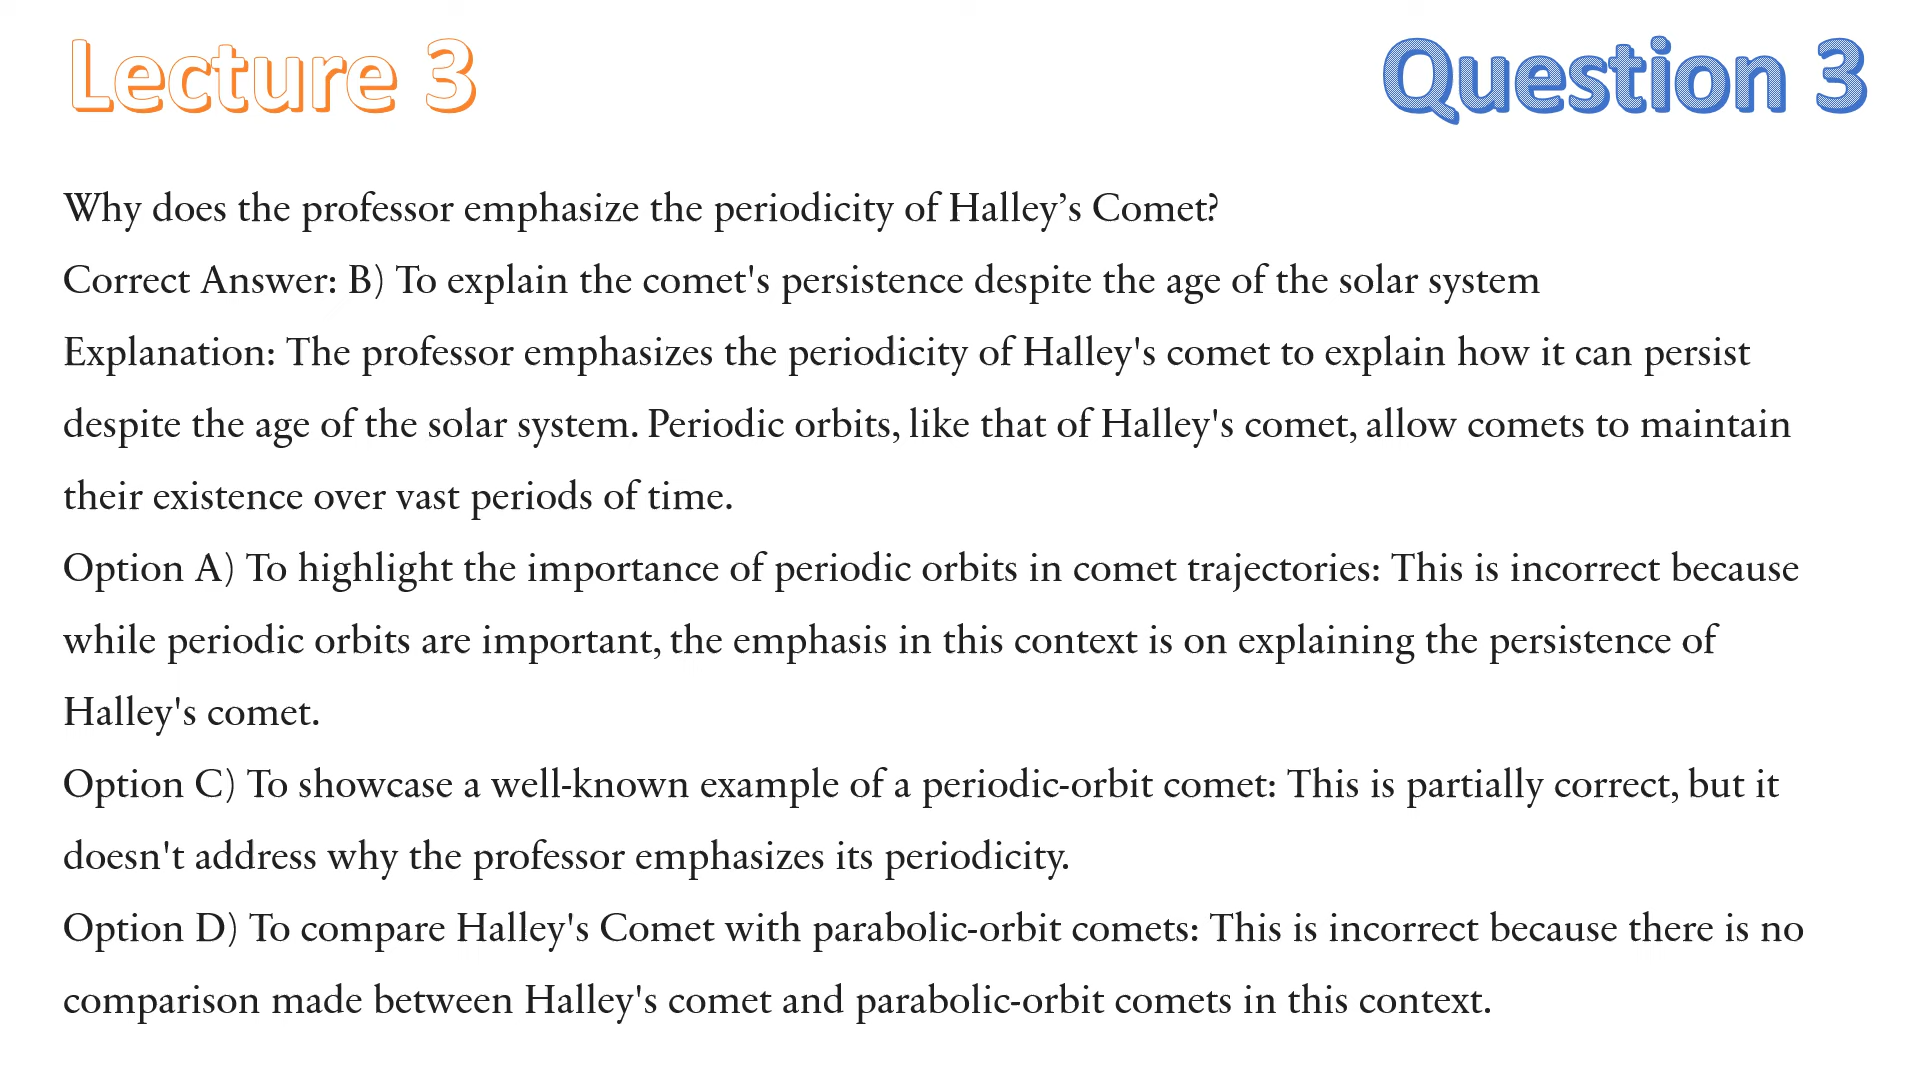 Lecture 3
Question 3
Why does the professor emphasize the periodicity of Halley’s Comet?
Correct Answer: B) To explain the comet's persistence despite the age of the solar system
Explanation: The professor emphasizes the periodicity of Halley's comet to explain how it can persist
despite the age of the solar system. Periodic orbits, like that of Halley's comet, allow comets to maintain
their existence over vast periods of time.
Option A) To highlight the importance of periodic orbits in comet trajectories: This is incorrect because
while periodic orbits are important, the emphasis in this context is on explaining the persistence of
Halley's comet.
Option C) To showcase a well-known example of a periodic-orbit comet: This is partially correct, but it
doesn't address why the professor emphasizes its periodicity.
Option D) To compare Halley's Comet with parabolic-orbit comets: This is incorrect because there is no
comparison made between Halley's comet and parabolic-orbit comets in this context.